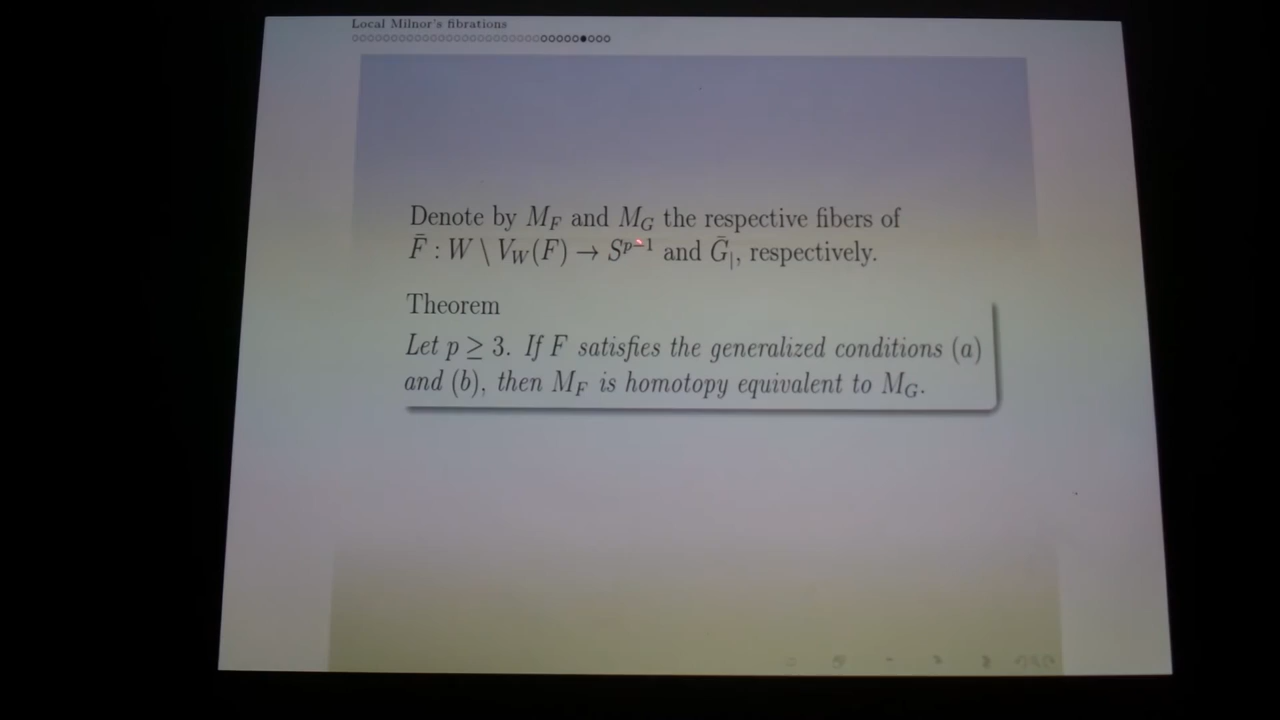 Local Milnor's fibrations
Denote by M_F and M_G the respective fibers of
F̄ : W \ V_W(F) → S^{p−1} and Ḡ_|, respectively.
Theorem
Let p ≥ 3. If F satisfies the generalized conditions (a)
and (b), then M_F is homotopy equivalent to M_G.